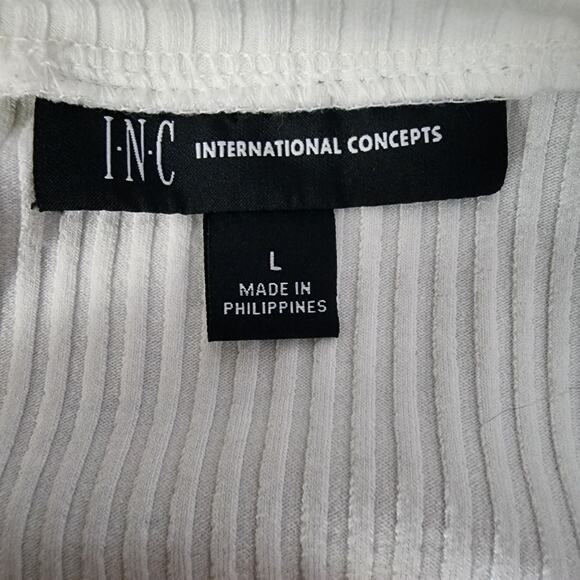 I·N·C INTERNATIONAL CONCEPTS
L
MADE IN
PHILIPPINES